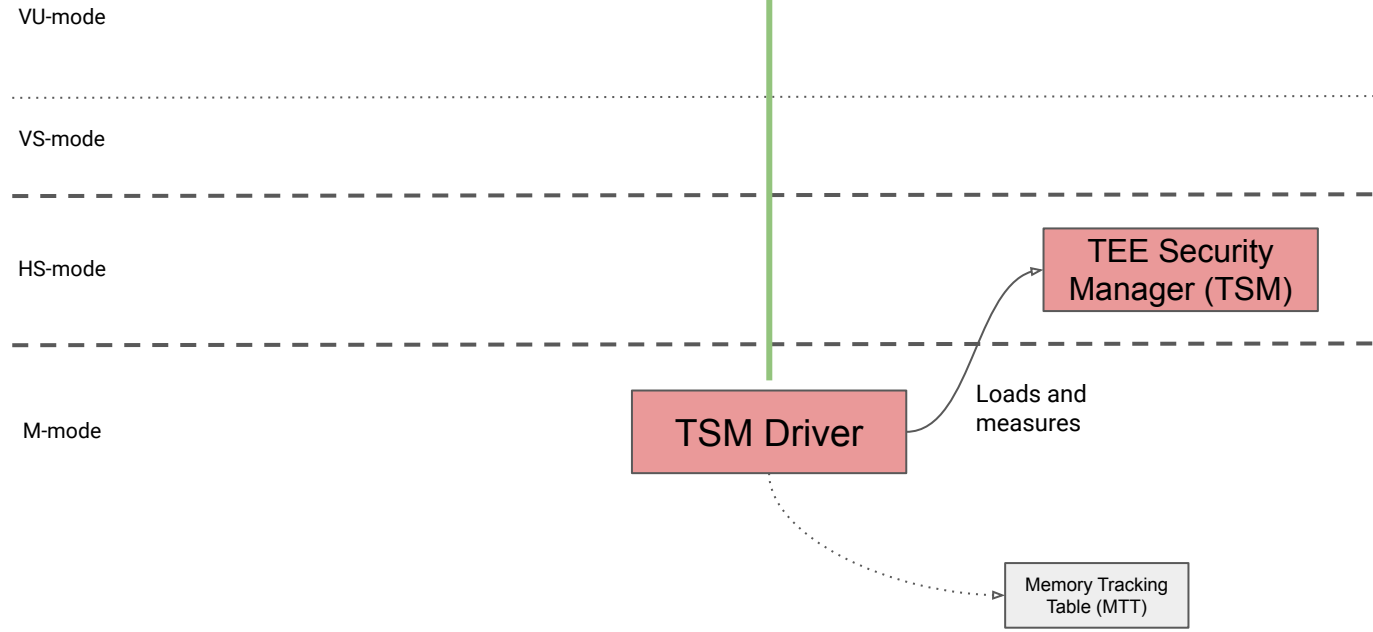 VU-mode
VS-mode
HS-mode
TEE Security
Manager (TSM)
M-mode
TSM Driver
Loads and
measures
Memory Tracking
Table (MTT)